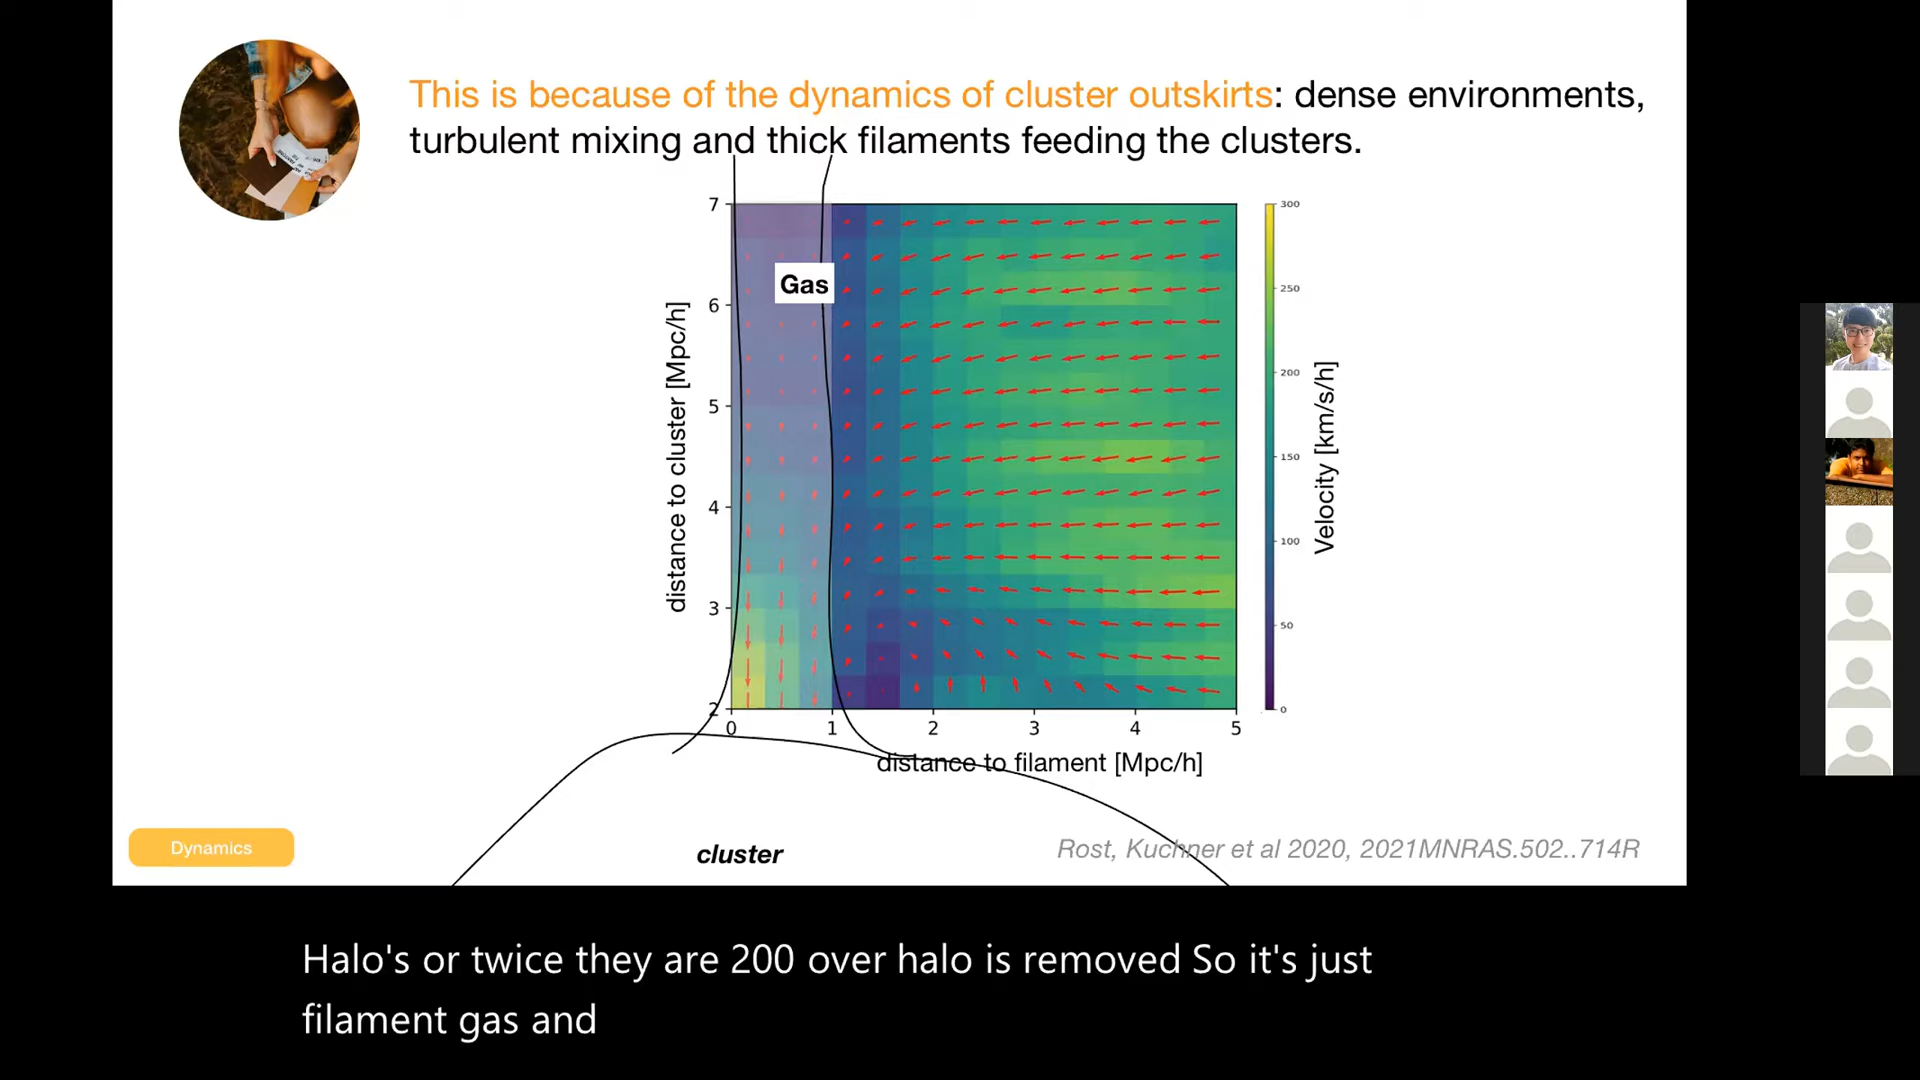 This is because of the dynamics of cluster outskirts: dense environments,
turbulent mixing and thick filaments feeding the clusters.
7
6
5
4
3
2
distance to cluster [Mpc/h]
Gas
0 1 2 3 4 5
distance to filament [Mpc/h]
300
250
200
150
100
50
0
Velocity [km/s/h]
cluster
Dynamics
Rost, Kuchner et al 2020, 2021MNRAS.502..714R
Halo's or twice they are 200 over halo is removed So it's just
filament gas and